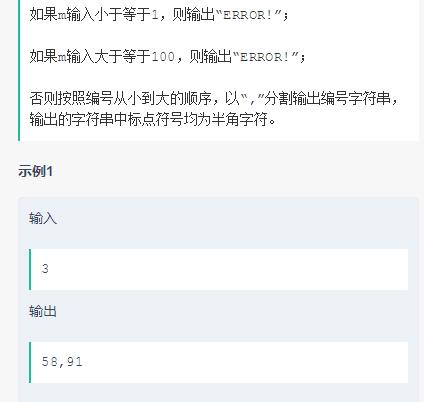 如果m输入小于等于1，则输出“ERROR!”；
如果m输入大于等于100，则输出“ERROR!”；
否则按照编号从小到大的顺序，以“,”分割输出编号字符串，
输出的字符串中标点符号均为半角字符。
示例1
输入
3
输出
58,91